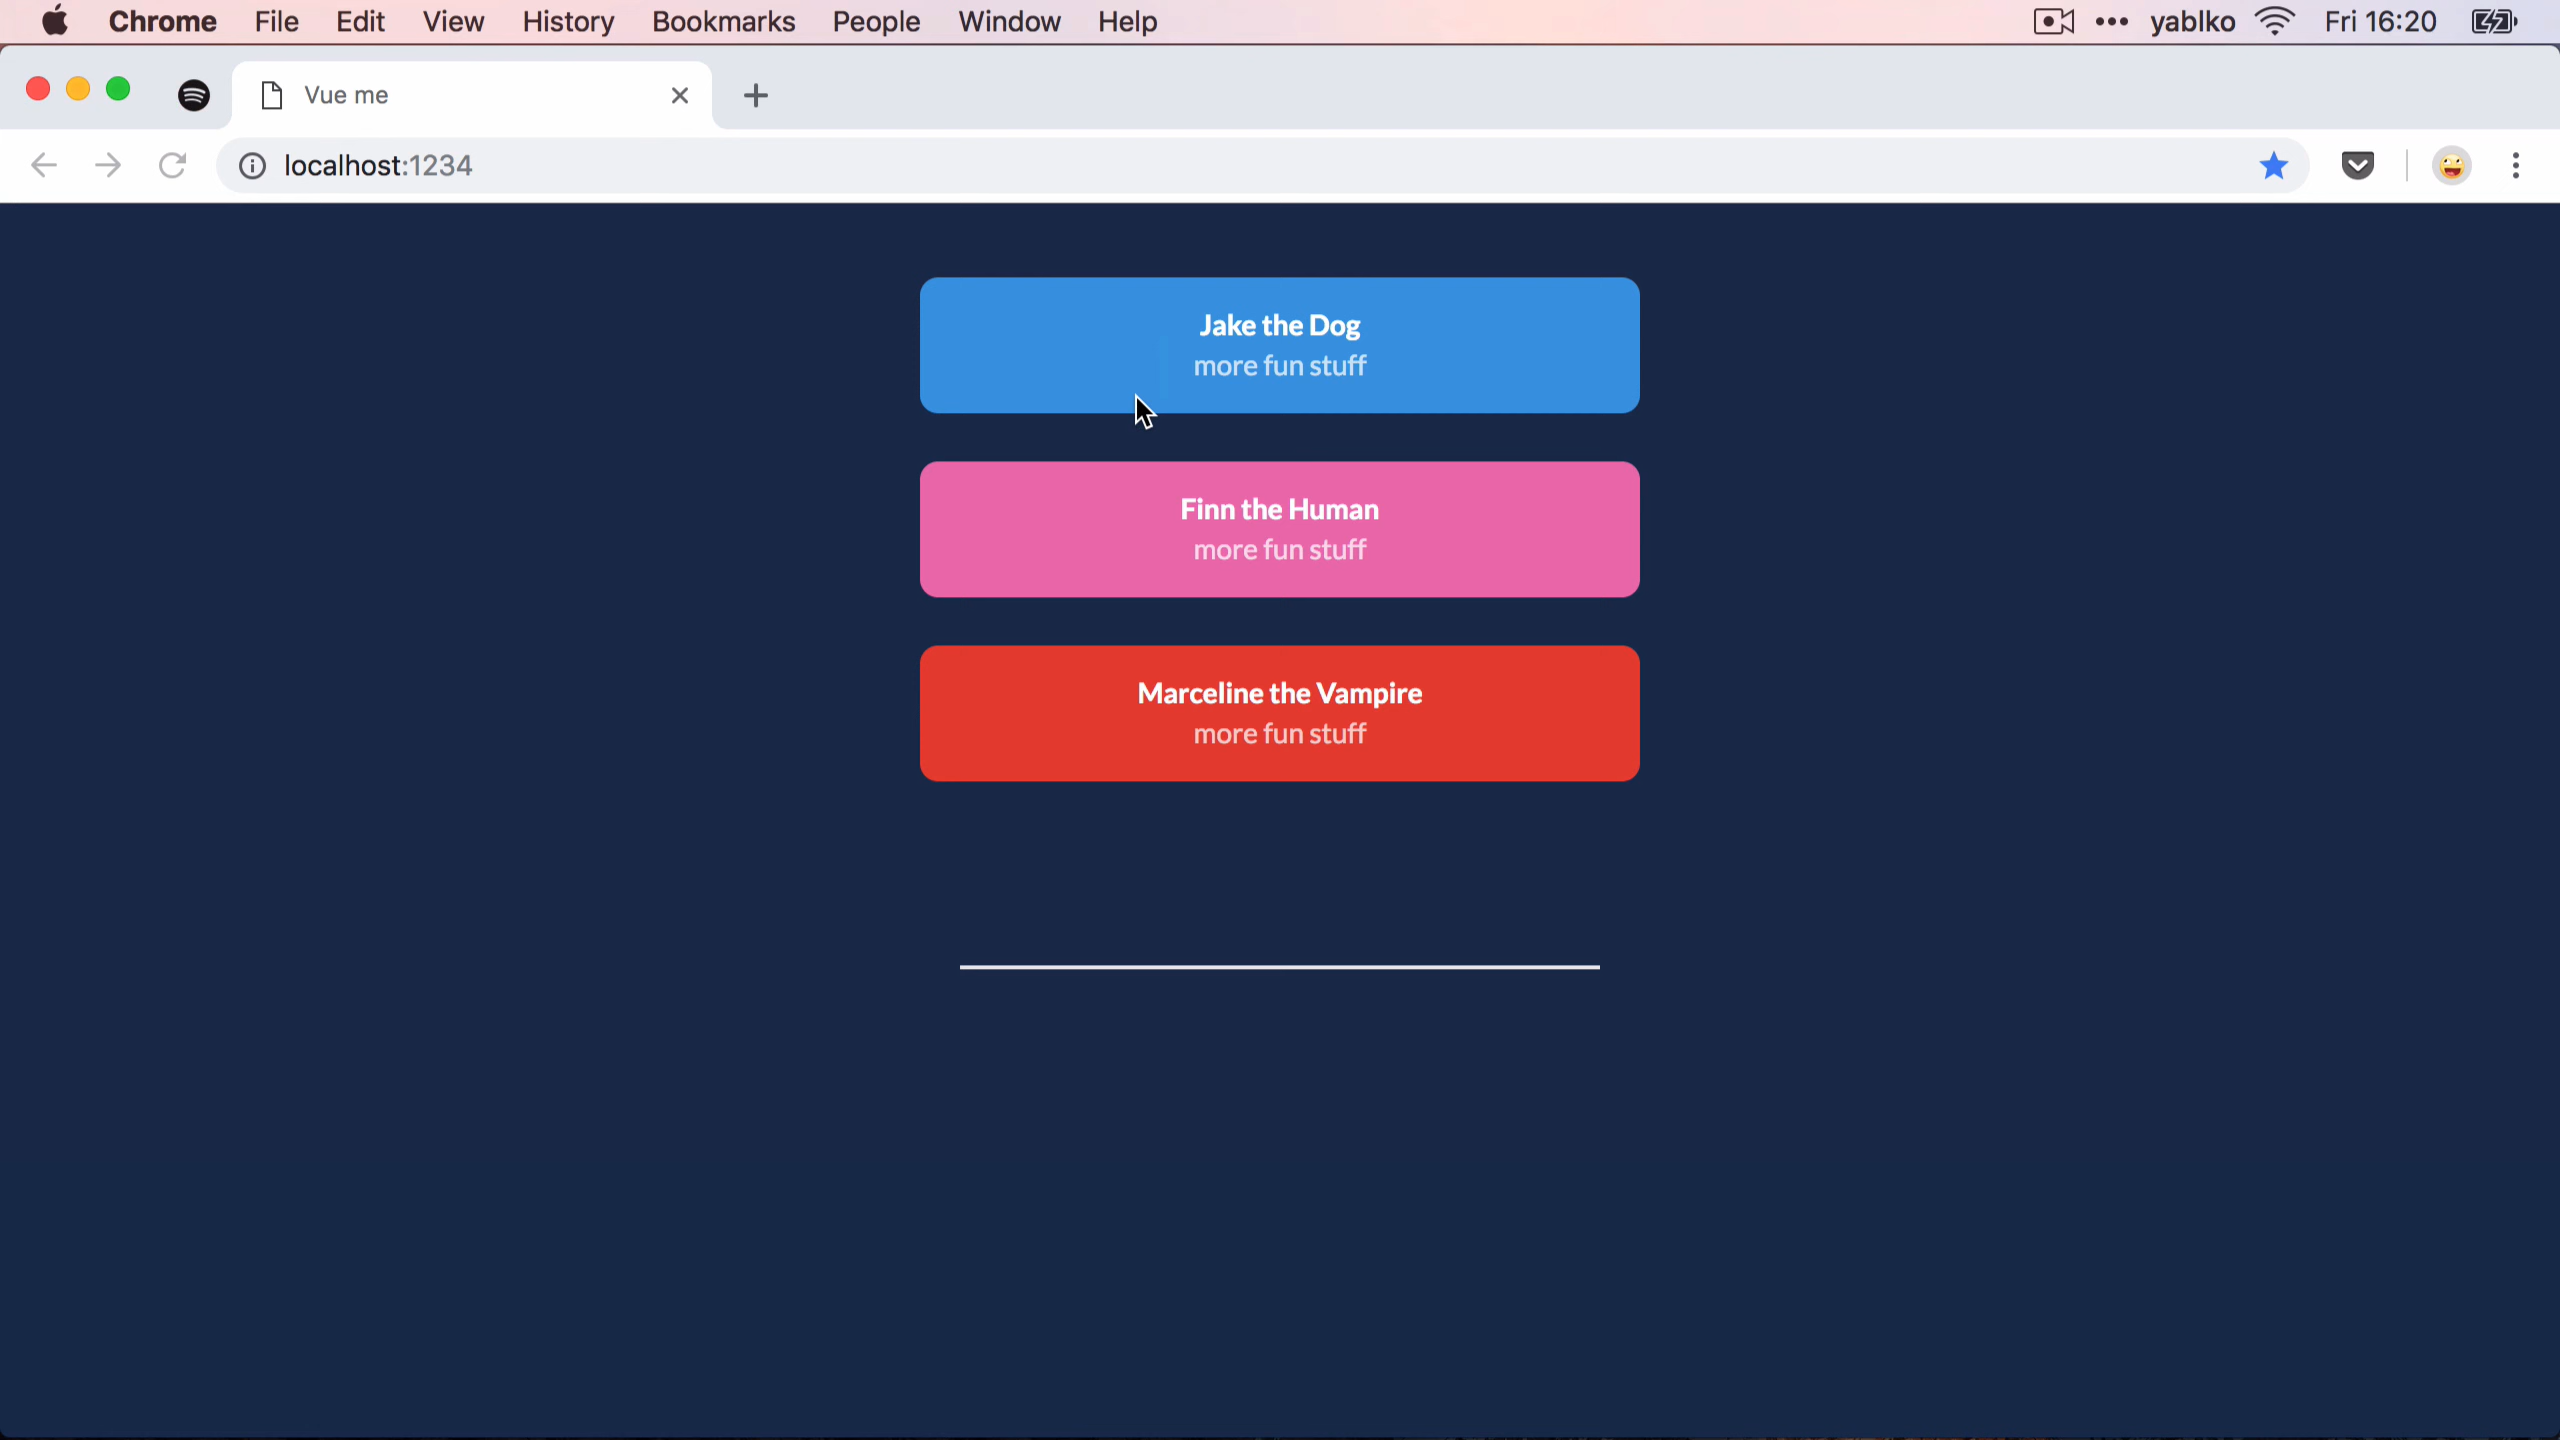 Chrome File Edit View History Bookmarks People Window Help yablko Fri 16:20
Vue me
localhost:1234
Jake the Dog
more fun stuff
Finn the Human
more fun stuff
Marceline the Vampire
more fun stuff